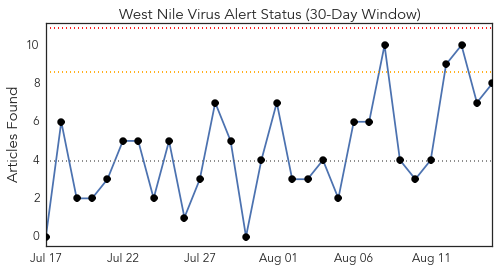 West Nile Virus Alert Status (30-Day Window)
Articles Found
10
8
6
4
2
0
Jul 17 Jul 22 Jul 27 Aug 01 Aug 06 Aug 11